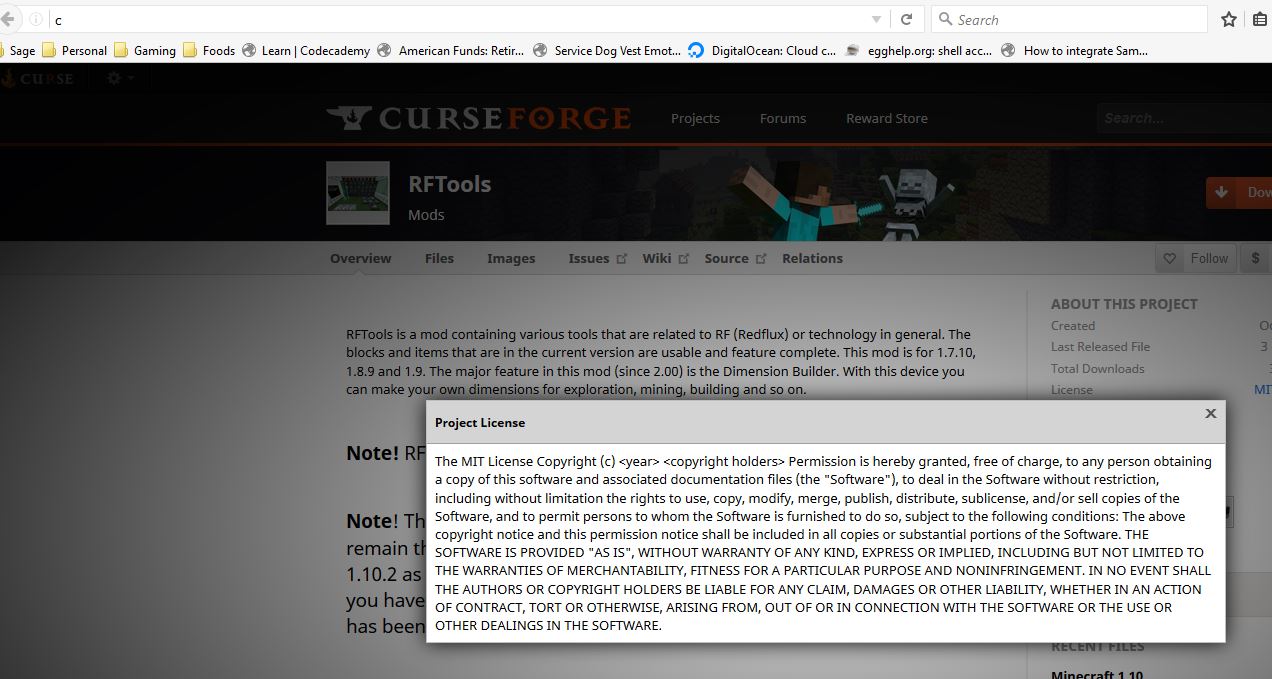 c
Search
Sage Personal Gaming Foods Learn | Codecademy American Funds: Retir... Service Dog Vest Emot... DigitalOcean: Cloud c... egghelp.org: shell acc... How to integrate Sam...
CURSE
CURSEFORGE Projects Forums Reward Store Search...
RFTools
Mods
Dow
Overview Files Images Issues Wiki Source Relations Follow $
RFTools is a mod containing various tools that are related to RF (Redflux) or technology in general. The
blocks and items that are in the current version are usable and feature complete. This mod is for 1.7.10,
1.8.9 and 1.9. The major feature in this mod (since 2.00) is the Dimension Builder. With this device you
can make your own dimensions for exploration, mining, building and so on.
ABOUT THIS PROJECT
Created
Last Released File 3
Total Downloads
License MI
Note! RF
Note! Th
remain th
1.10.2 as
you have
has been
Project License
The MIT License Copyright (c) <year> <copyright holders> Permission is hereby granted, free of charge, to any person obtaining
a copy of this software and associated documentation files (the "Software"), to deal in the Software without restriction,
including without limitation the rights to use, copy, modify, merge, publish, distribute, sublicense, and/or sell copies of the
Software, and to permit persons to whom the Software is furnished to do so, subject to the following conditions: The above
copyright notice and this permission notice shall be included in all copies or substantial portions of the Software. THE
SOFTWARE IS PROVIDED "AS IS", WITHOUT WARRANTY OF ANY KIND, EXPRESS OR IMPLIED, INCLUDING BUT NOT LIMITED TO
THE WARRANTIES OF MERCHANTABILITY, FITNESS FOR A PARTICULAR PURPOSE AND NONINFRINGEMENT. IN NO EVENT SHALL
THE AUTHORS OR COPYRIGHT HOLDERS BE LIABLE FOR ANY CLAIM, DAMAGES OR OTHER LIABILITY, WHETHER IN AN ACTION
OF CONTRACT, TORT OR OTHERWISE, ARISING FROM, OUT OF OR IN CONNECTION WITH THE SOFTWARE OR THE USE OR
OTHER DEALINGS IN THE SOFTWARE.
RECENT FILES
Minecraft 1.10